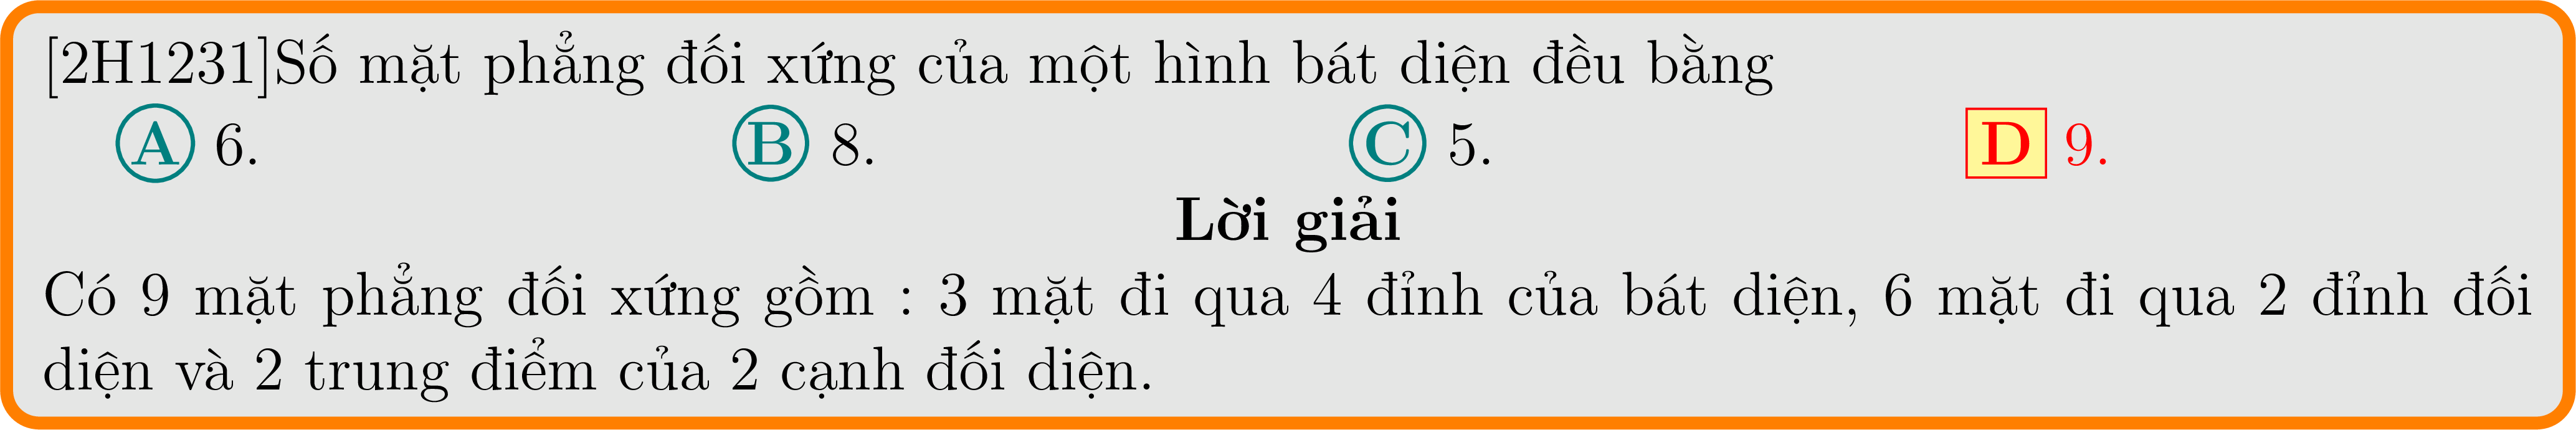 [2H1231]Số mặt phẳng đối xứng của một hình bát diện đều bằng
A 6. B 8. C 5. D 9.
Lời giải
Có 9 mặt phẳng đối xứng gồm : 3 mặt đi qua 4 đỉnh của bát diện, 6 mặt đi qua 2 đỉnh đối
diện và 2 trung điểm của 2 cạnh đối diện.